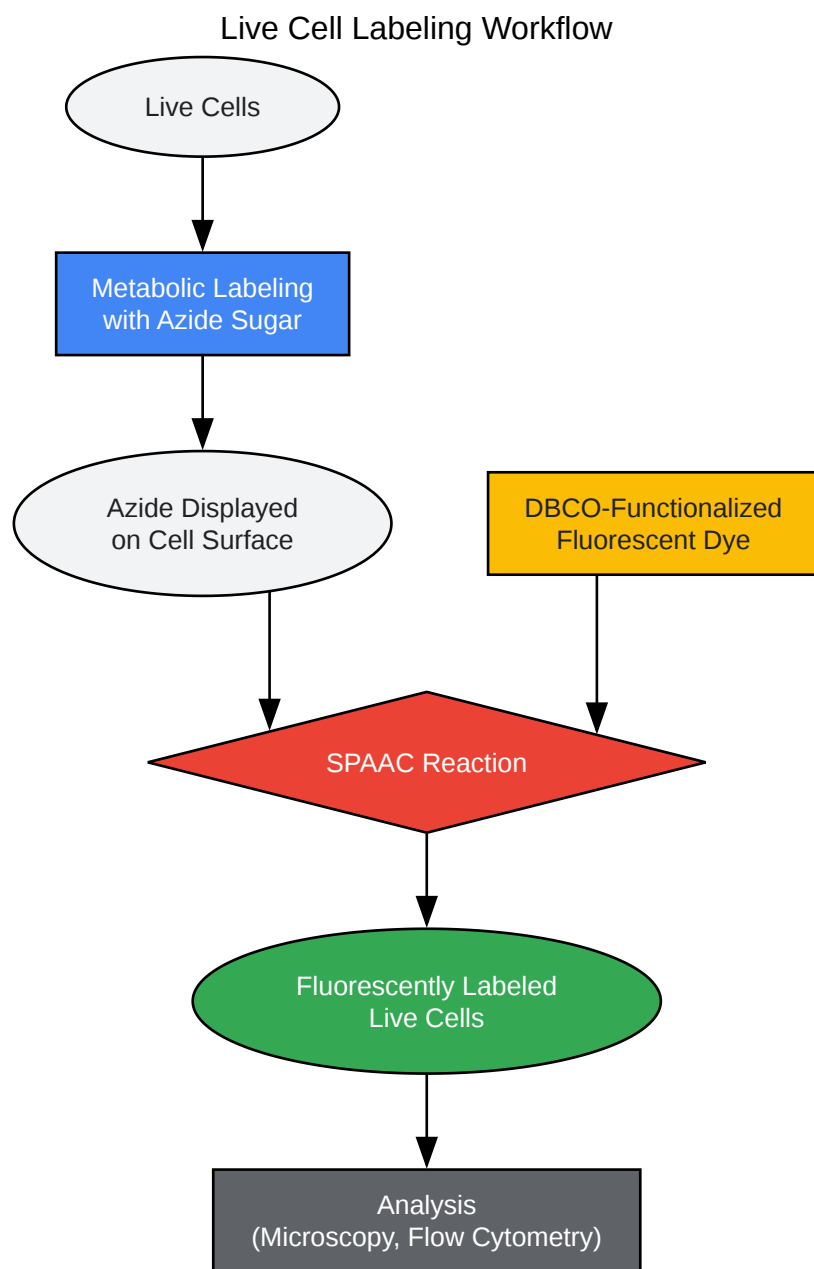 Live Cell Labeling Workflow
Live Cells
Metabolic Labeling
with Azide Sugar
Azide Displayed
on Cell Surface
DBCO-Functionalized
Fluorescent Dye
SPAAC Reaction
Fluorescently Labeled
Live Cells
Analysis
(Microscopy, Flow Cytometry)